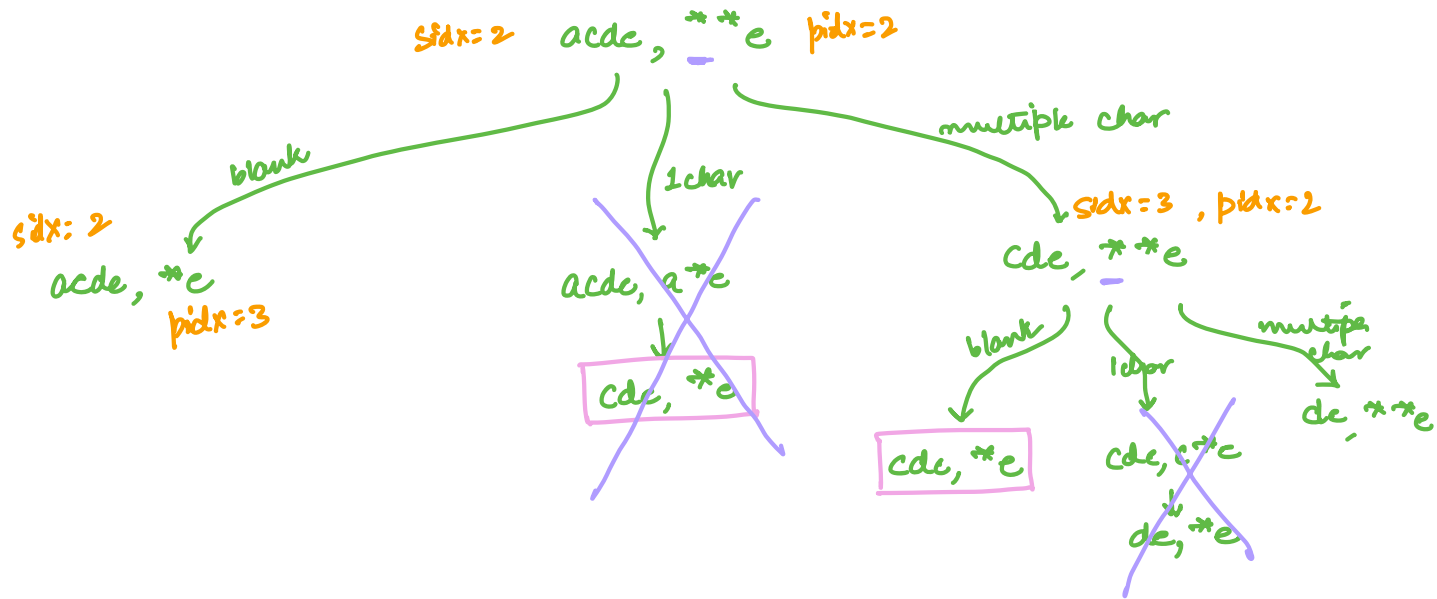 sidx=2 acde, **e pidx=2
blank
1char
multiple char
sidx=2
acde, *e
pidx=3
acde, a**e
cde, *e
sidx=3 , pidx=2
cde, **e
blank
1char
multiple
char
cde, *e
cde, c**e
de, *e
de, **e